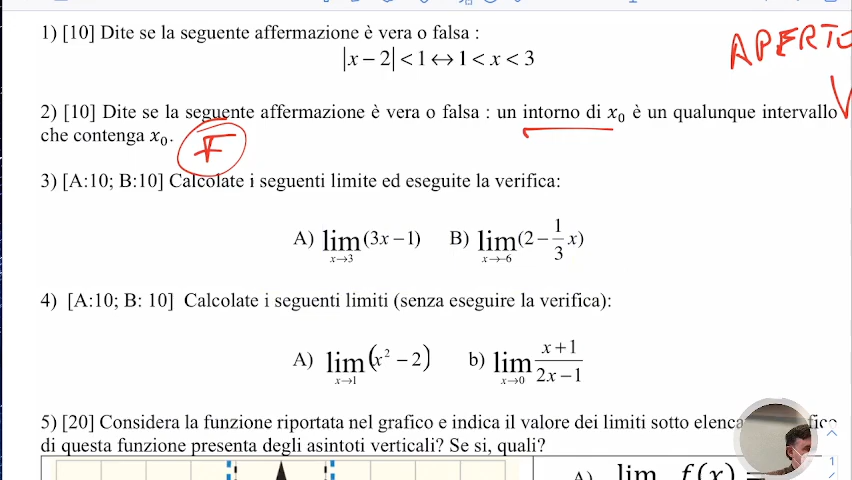 1) [10] Dite se la seguente affermazione è vera o falsa :
|x − 2| < 1 ↔ 1 < x < 3
APERTO
2) [10] Dite se la seguente affermazione è vera o falsa : un intorno di x₀ è un qualunque intervallo
V
che contenga x₀.
F
3) [A:10; B:10] Calcolate i seguenti limite ed eseguite la verifica:
A) lim x→3 (3x − 1) B) lim x→−6 (2 − 1/3 x)
4) [A:10; B: 10] Calcolate i seguenti limiti (senza eseguire la verifica):
A) lim x→1 (x² − 2) b) lim x→0 x+1/2x−1
5) [20] Considera la funzione riportata nel grafico e indica il valore dei limiti sotto
di questa funzione presenta degli asintoti verticali? Se si, quali?
1
A) lim f(x) =